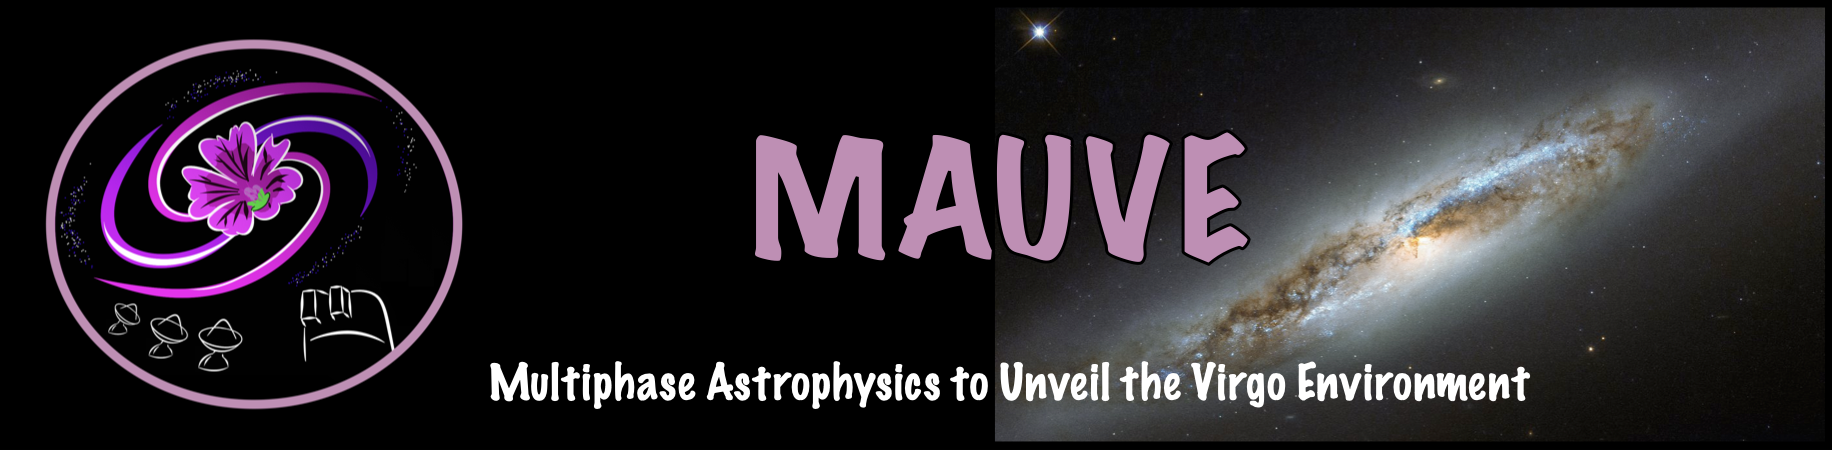 MAUVE
Multiphase Astrophysics to Unveil the Virgo Environment